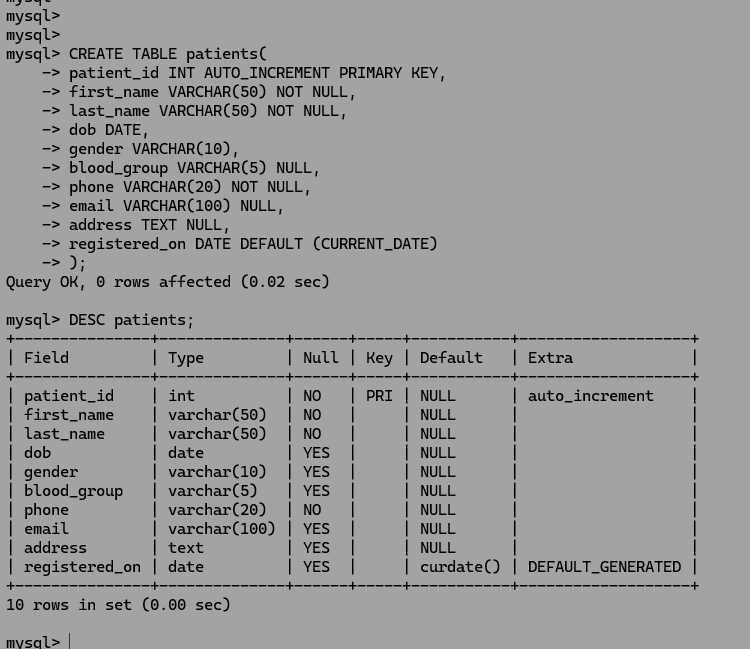 mysql>
mysql>
mysql> CREATE TABLE patients(
    -> patient_id INT AUTO_INCREMENT PRIMARY KEY,
    -> first_name VARCHAR(50) NOT NULL,
    -> last_name VARCHAR(50) NOT NULL,
    -> dob DATE,
    -> gender VARCHAR(10),
    -> blood_group VARCHAR(5) NULL,
    -> phone VARCHAR(20) NOT NULL,
    -> email VARCHAR(100) NULL,
    -> address TEXT NULL,
    -> registered_on DATE DEFAULT (CURRENT_DATE)
    -> );
Query OK, 0 rows affected (0.02 sec)

mysql> DESC patients;
+---------------+--------------+------+-----+-----------+-------------------+
| Field         | Type         | Null | Key | Default   | Extra             |
+---------------+--------------+------+-----+-----------+-------------------+
| patient_id    | int          | NO   | PRI | NULL      | auto_increment    |
| first_name    | varchar(50)  | NO   |     | NULL      |                   |
| last_name     | varchar(50)  | NO   |     | NULL      |                   |
| dob           | date         | YES  |     | NULL      |                   |
| gender        | varchar(10)  | YES  |     | NULL      |                   |
| blood_group   | varchar(5)   | YES  |     | NULL      |                   |
| phone         | varchar(20)  | NO   |     | NULL      |                   |
| email         | varchar(100) | YES  |     | NULL      |                   |
| address       | text         | YES  |     | NULL      |                   |
| registered_on | date         | YES  |     | curdate() | DEFAULT_GENERATED |
+---------------+--------------+------+-----+-----------+-------------------+
10 rows in set (0.00 sec)

mysql>